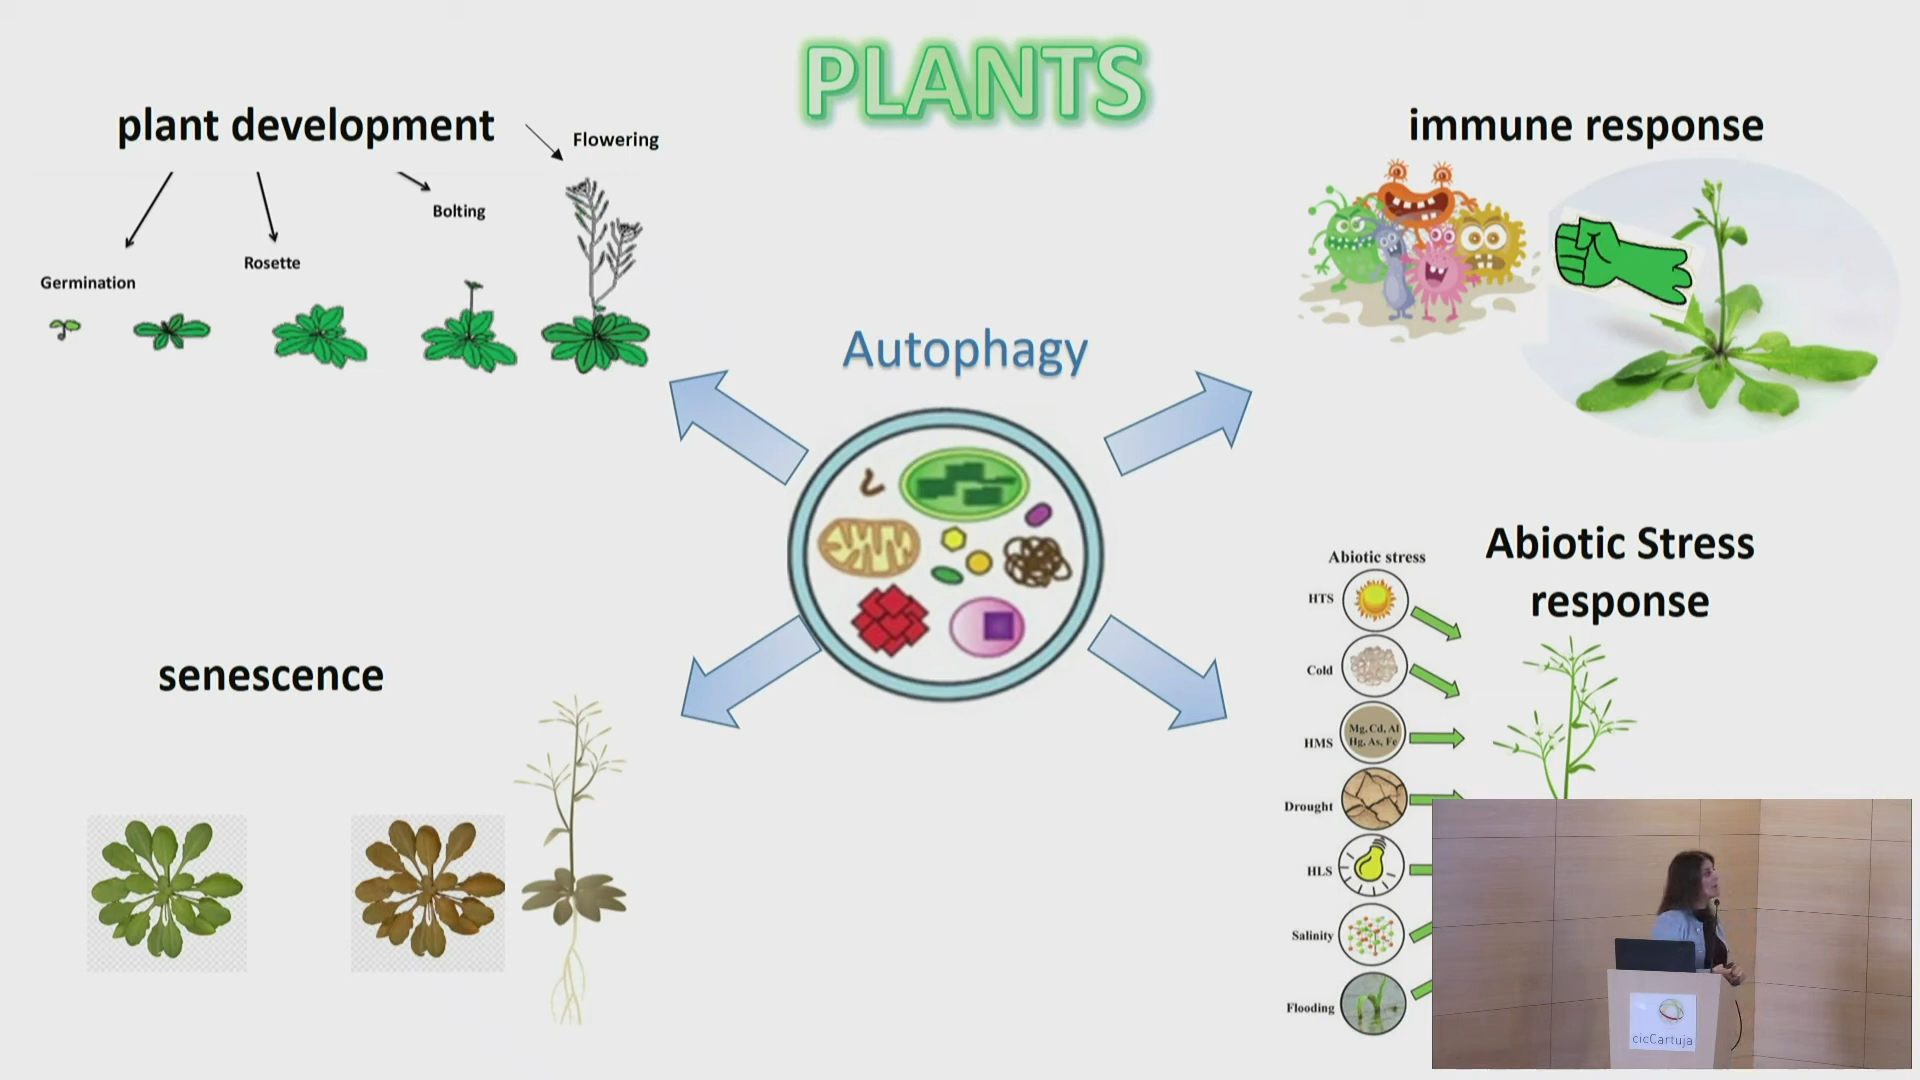 PLANTS
plant development
Flowering
Bolting
Rosette
Germination
immune response
Autophagy
Abiotic Stress
response
Abiotic stress
HTS
Cold
HMS
Mg, Cd, Al
Hg, As, Fe
Drought
HLS
Salinity
Flooding
senescence
cicCartuja